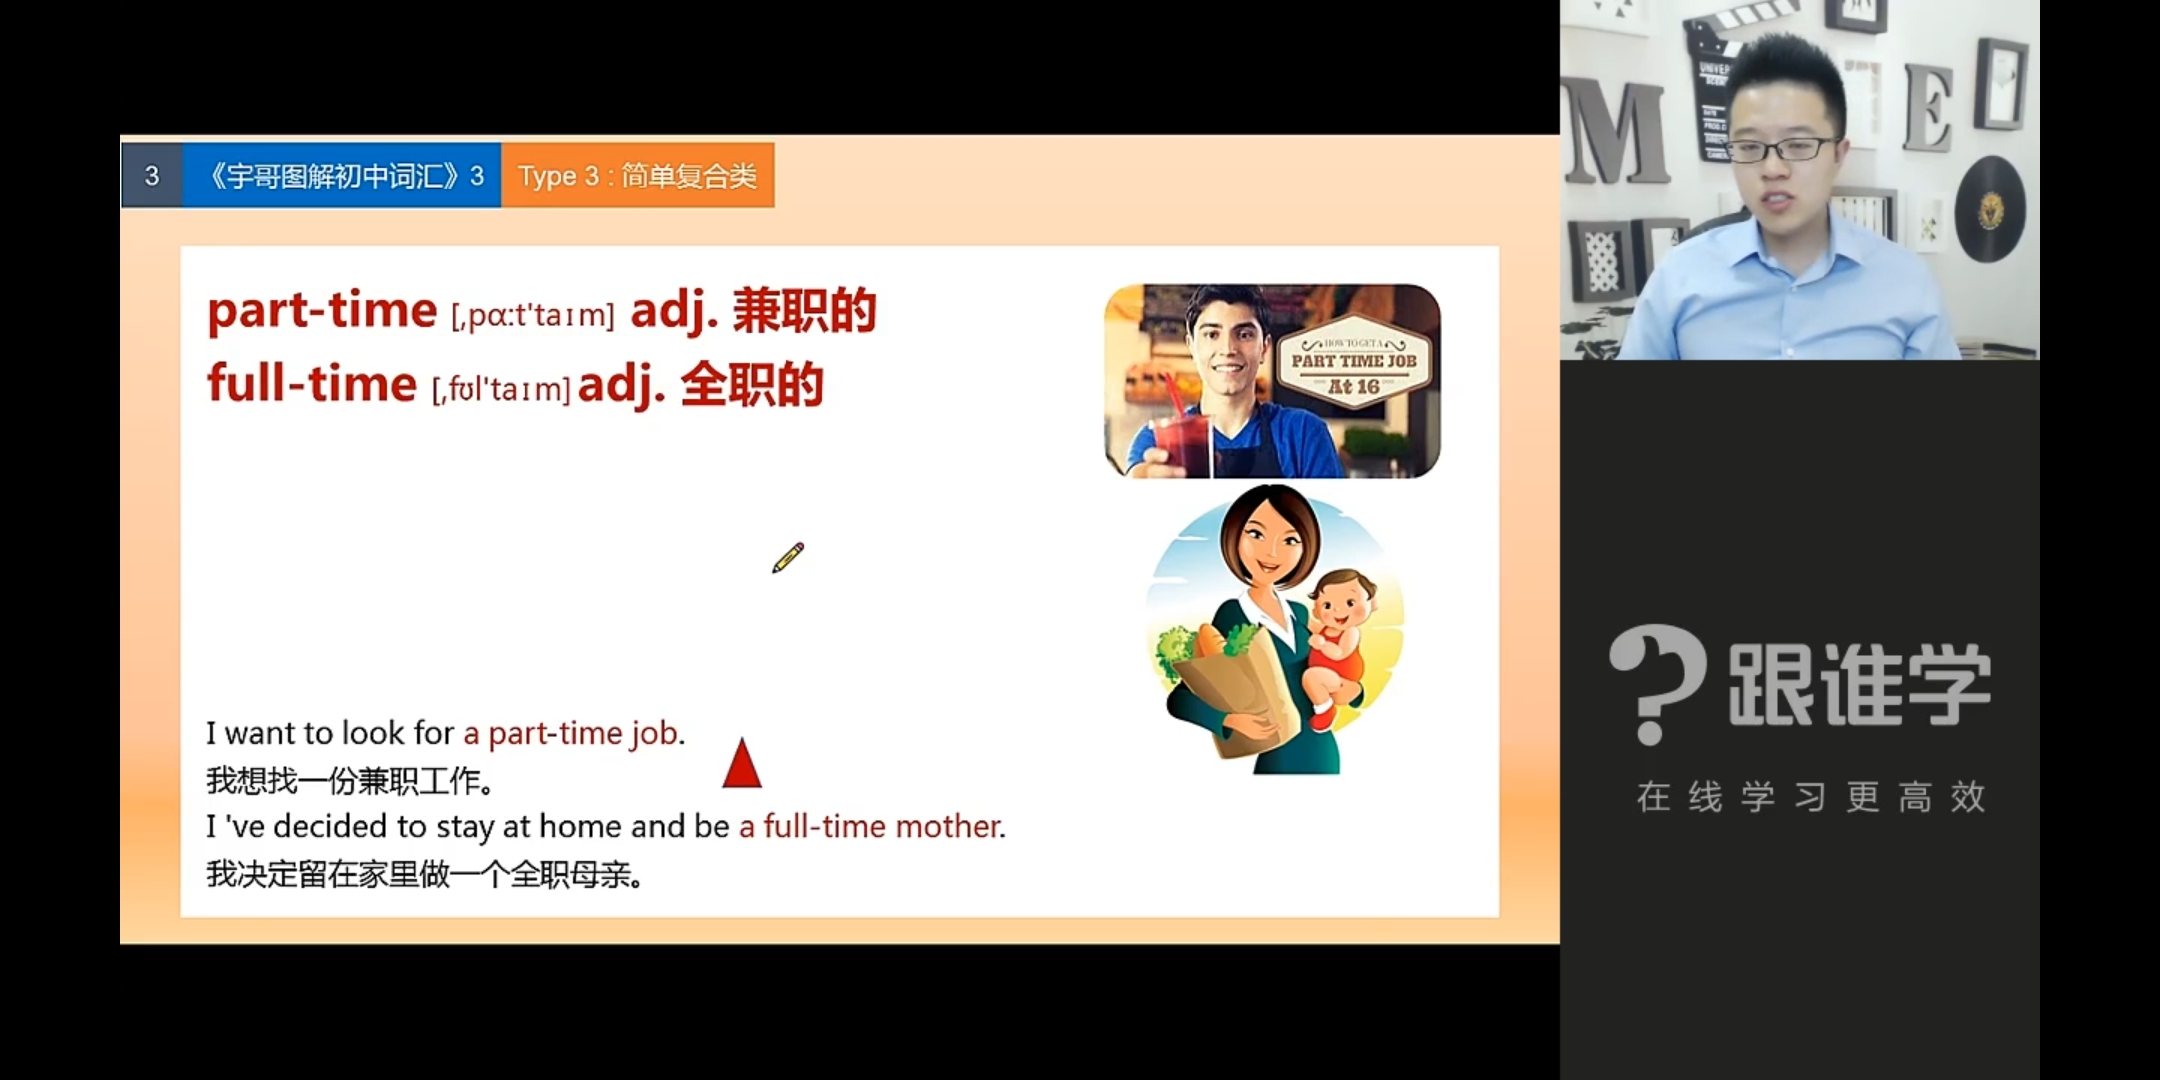 3 《宇哥图解初中词汇》3 Type 3 : 简单复合类
part-time [ˌpɑːt'taɪm] adj. 兼职的
full-time [ˌfʊl'taɪm] adj. 全职的
HOW TO GET A
PART TIME JOB
At 16
I want to look for a part-time job.
我想找一份兼职工作。
I 've decided to stay at home and be a full-time mother.
我决定留在家里做一个全职母亲。
M
E
跟谁学
在线学习更高效